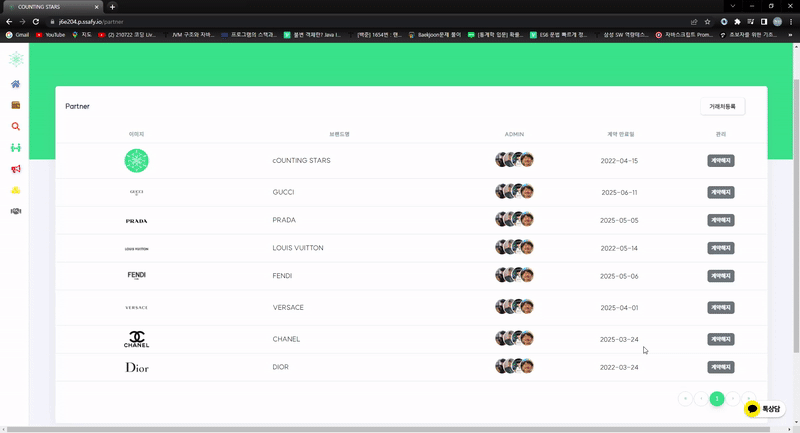 COUNTING STARS
j6e204.p.ssafy.io/partner
Gmail YouTube 지도 (2) 210722 코딩 Liv... JVM 구조와 자바... 프로그램의 스택과... 불변 객체란? Java I... [백준] 1654번 : 랜... Baekjoon문제 풀이 [통계학 입문] 확률... ES6 문법 빠르게 정... 삼성 SW 역량테스... 자바스크립트 Prom... 초보자를 위한 기초...
Partner 거래처등록
이미지 브랜드명 ADMIN 계약 만료일 관리
cOUNTING STARS 2022-04-15 계약해지
GUCCI GUCCI 2025-06-11 계약해지
PRADA PRADA 2025-05-05 계약해지
LOUIS VUITTON LOUIS VUITTON 2022-05-14 계약해지
FENDI FENDI 2025-05-06 계약해지
VERSACE VERSACE 2025-04-01 계약해지
CHANEL CHANEL 2025-03-24 계약해지
Dior DIOR 2022-03-24 계약해지
1
톡상담